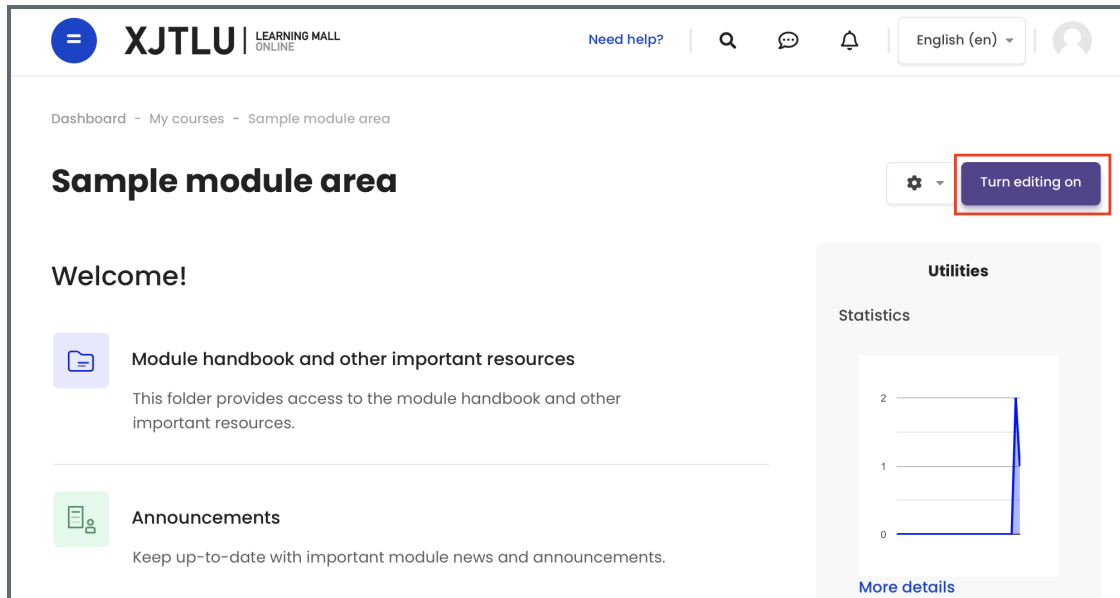 XJTLU
LEARNING MALL
ONLINE
Need help?
English (en)
Dashboard - My courses - Sample module area
Sample module area
Turn editing on
Welcome!
Module handbook and other important resources
This folder provides access to the module handbook and other
important resources.
Announcements
Keep up-to-date with important module news and announcements.
Utilities
Statistics
2
1
0
More details